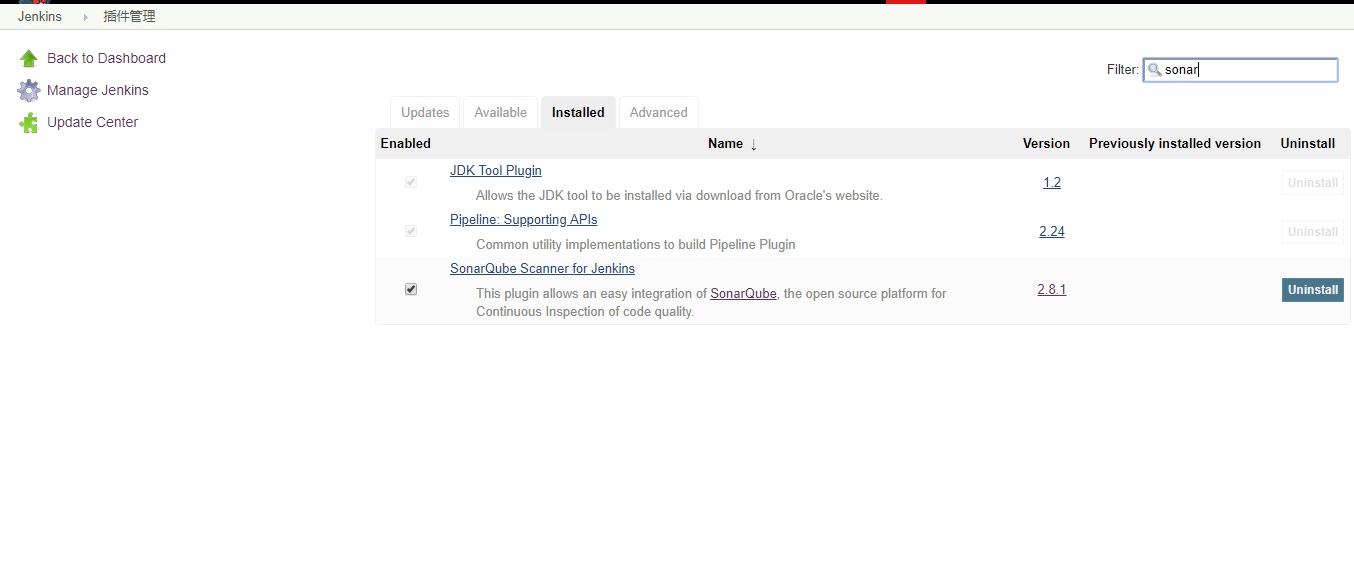 Jenkins 插件管理
Back to Dashboard
Manage Jenkins
Update Center
Filter: sonar
Updates Available Installed Advanced
Enabled Name ↓ Version Previously installed version Uninstall
JDK Tool Plugin
Allows the JDK tool to be installed via download from Oracle's website.
1.2 Uninstall
Pipeline: Supporting APIs
Common utility implementations to build Pipeline Plugin
2.24 Uninstall
SonarQube Scanner for Jenkins
This plugin allows an easy integration of SonarQube, the open source platform for
Continuous Inspection of code quality.
2.8.1 Uninstall